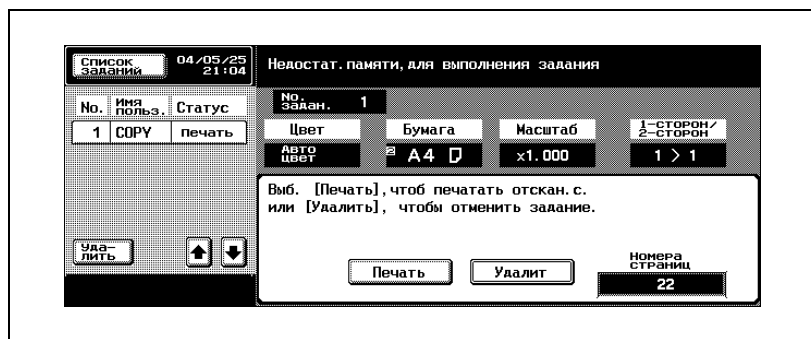 Список
заданий
04/05/25
21:04
Недостат.памяти,для выполнения задания
No. Имя польз. Статус
1 COPY печать
No. задан. 1
Цвет Бумага Масштаб 1-СТОРОН/ 2-СТОРОН
АВТО ЦВЕТ 2 A4 x1.000 1 > 1
Выб. [Печать],чтоб печатать отскан.с.
или [Удалить], чтобы отменить задание.
Уда-
лить
Печать Удалит
Номера
страниц
22